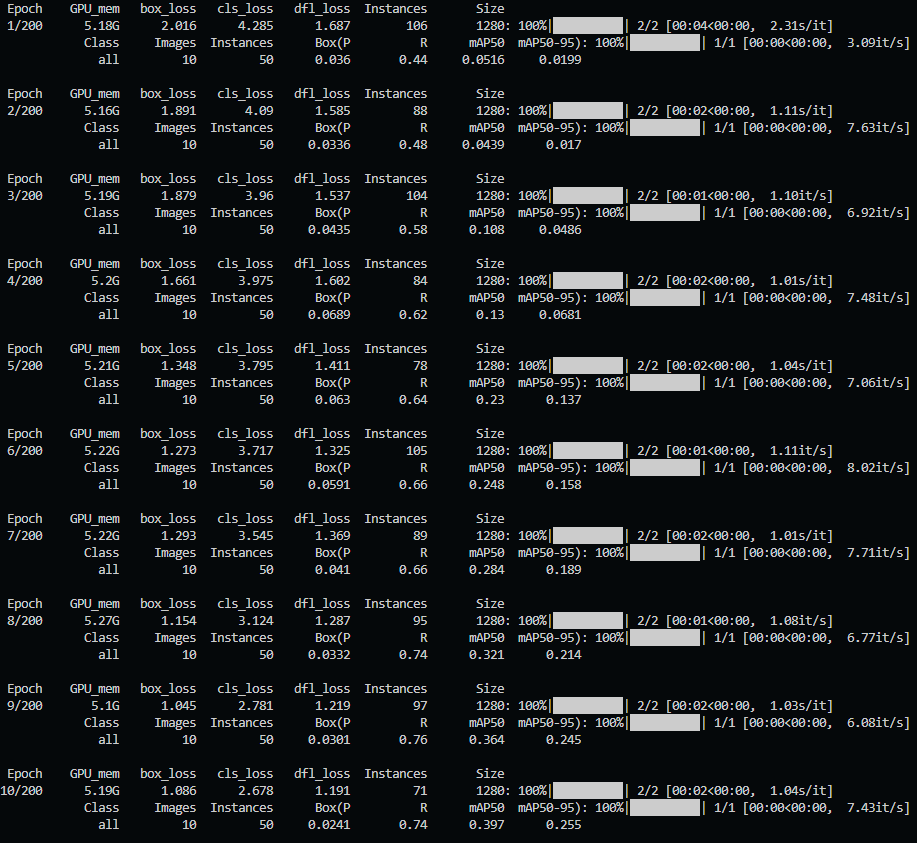 Epoch GPU_mem box_loss cls_loss dfl_loss Instances Size
1/200 5.18G 2.016 4.285 1.687 106 1280: 100%|██████████| 2/2 [00:04<00:00, 2.31s/it]
Class Images Instances Box(P R mAP50 mAP50-95): 100%|██████████| 1/1 [00:00<00:00, 3.09it/s]
all 10 50 0.036 0.44 0.0516 0.0199
Epoch GPU_mem box_loss cls_loss dfl_loss Instances Size
2/200 5.16G 1.891 4.09 1.585 88 1280: 100%|██████████| 2/2 [00:02<00:00, 1.11s/it]
Class Images Instances Box(P R mAP50 mAP50-95): 100%|██████████| 1/1 [00:00<00:00, 7.63it/s]
all 10 50 0.0336 0.48 0.0439 0.017
Epoch GPU_mem box_loss cls_loss dfl_loss Instances Size
3/200 5.19G 1.879 3.96 1.537 104 1280: 100%|██████████| 2/2 [00:01<00:00, 1.10it/s]
Class Images Instances Box(P R mAP50 mAP50-95): 100%|██████████| 1/1 [00:00<00:00, 6.92it/s]
all 10 50 0.0435 0.58 0.108 0.0486
Epoch GPU_mem box_loss cls_loss dfl_loss Instances Size
4/200 5.2G 1.661 3.975 1.602 84 1280: 100%|██████████| 2/2 [00:02<00:00, 1.01s/it]
Class Images Instances Box(P R mAP50 mAP50-95): 100%|██████████| 1/1 [00:00<00:00, 7.48it/s]
all 10 50 0.0689 0.62 0.13 0.0681
Epoch GPU_mem box_loss cls_loss dfl_loss Instances Size
5/200 5.21G 1.348 3.795 1.411 78 1280: 100%|██████████| 2/2 [00:02<00:00, 1.04s/it]
Class Images Instances Box(P R mAP50 mAP50-95): 100%|██████████| 1/1 [00:00<00:00, 7.06it/s]
all 10 50 0.063 0.64 0.23 0.137
Epoch GPU_mem box_loss cls_loss dfl_loss Instances Size
6/200 5.22G 1.273 3.717 1.325 105 1280: 100%|██████████| 2/2 [00:01<00:00, 1.11it/s]
Class Images Instances Box(P R mAP50 mAP50-95): 100%|██████████| 1/1 [00:00<00:00, 8.02it/s]
all 10 50 0.0591 0.66 0.248 0.158
Epoch GPU_mem box_loss cls_loss dfl_loss Instances Size
7/200 5.22G 1.293 3.545 1.369 89 1280: 100%|██████████| 2/2 [00:02<00:00, 1.01s/it]
Class Images Instances Box(P R mAP50 mAP50-95): 100%|██████████| 1/1 [00:00<00:00, 7.71it/s]
all 10 50 0.041 0.66 0.284 0.189
Epoch GPU_mem box_loss cls_loss dfl_loss Instances Size
8/200 5.27G 1.154 3.124 1.287 95 1280: 100%|██████████| 2/2 [00:01<00:00, 1.08it/s]
Class Images Instances Box(P R mAP50 mAP50-95): 100%|██████████| 1/1 [00:00<00:00, 6.77it/s]
all 10 50 0.0332 0.74 0.321 0.214
Epoch GPU_mem box_loss cls_loss dfl_loss Instances Size
9/200 5.1G 1.045 2.781 1.219 97 1280: 100%|██████████| 2/2 [00:02<00:00, 1.03s/it]
Class Images Instances Box(P R mAP50 mAP50-95): 100%|██████████| 1/1 [00:00<00:00, 6.08it/s]
all 10 50 0.0301 0.76 0.364 0.245
Epoch GPU_mem box_loss cls_loss dfl_loss Instances Size
10/200 5.19G 1.086 2.678 1.191 71 1280: 100%|██████████| 2/2 [00:02<00:00, 1.04s/it]
Class Images Instances Box(P R mAP50 mAP50-95): 100%|██████████| 1/1 [00:00<00:00, 7.43it/s]
all 10 50 0.0241 0.74 0.397 0.255